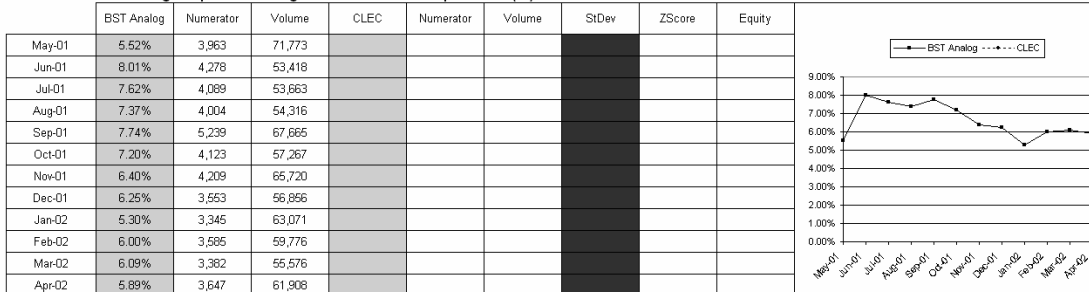 BST Analog Numerator Volume CLEC Numerator Volume StDev ZScore Equity
May-01 5.52% 3,963 71,773
Jun-01 8.01% 4,278 53,418
Jul-01 7.62% 4,089 53,663
Aug-01 7.37% 4,004 54,316
Sep-01 7.74% 5,239 67,665
Oct-01 7.20% 4,123 57,267
Nov-01 6.40% 4,209 65,720
Dec-01 6.25% 3,553 56,856
Jan-02 5.30% 3,345 63,071
Feb-02 6.00% 3,585 59,776
Mar-02 6.09% 3,382 55,576
Apr-02 5.89% 3,647 61,908
BST Analog CLEC
9.00%
8.00%
7.00%
6.00%
5.00%
4.00%
3.00%
2.00%
1.00%
0.00%
May-01 Jun-01 Jul-01 Aug-01 Sep-01 Oct-01 Nov-01 Dec-01 Jan-02 Feb-02 Mar-02 Apr-02